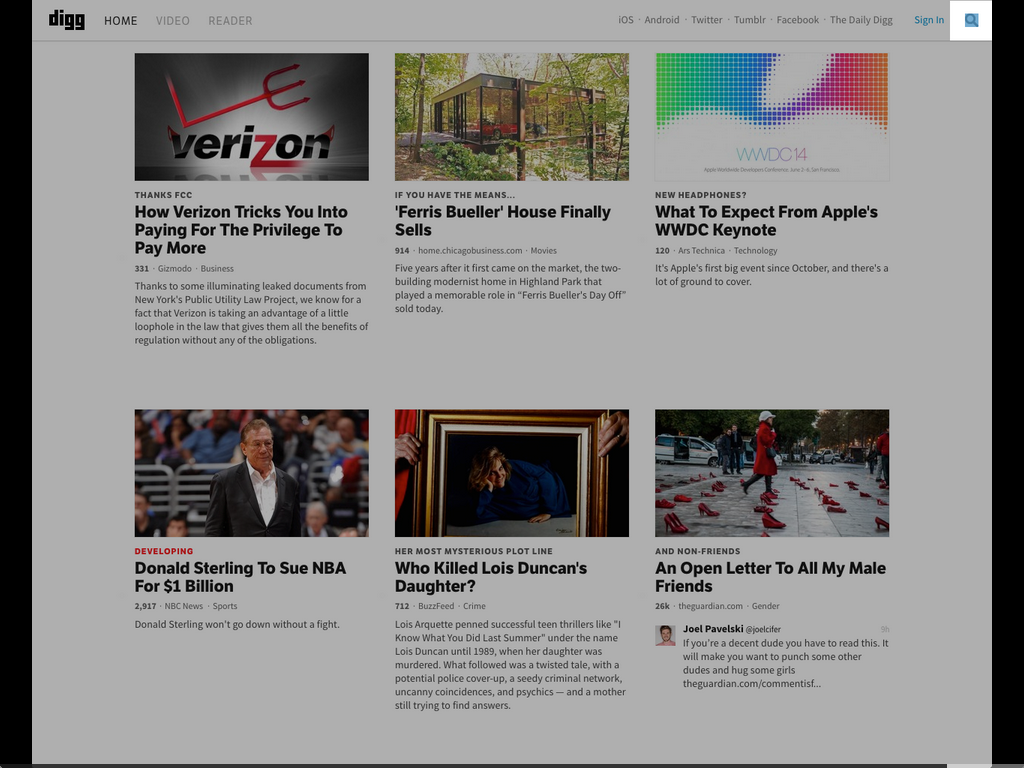 digg HOME VIDEO READER iOS · Android · Twitter · Tumblr · Facebook · The Daily Digg Sign In
verizon
WWDC14
Apple Worldwide Developers Conference. June 2-6, San Francisco.
THANKS FCC
How Verizon Tricks You Into
Paying For The Privilege To
Pay More
331 · Gizmodo · Business
Thanks to some illuminating leaked documents from
New York's Public Utility Law Project, we know for a
fact that Verizon is taking an advantage of a little
loophole in the law that gives them all the benefits of
regulation without any of the obligations.
IF YOU HAVE THE MEANS...
'Ferris Bueller' House Finally
Sells
914 · home.chicagobusiness.com · Movies
Five years after it first came on the market, the two-
building modernist home in Highland Park that
played a memorable role in “Ferris Bueller's Day Off”
sold today.
NEW HEADPHONES?
What To Expect From Apple's
WWDC Keynote
120 · Ars Technica · Technology
It's Apple's first big event since October, and there's a
lot of ground to cover.
DEVELOPING
Donald Sterling To Sue NBA
For $1 Billion
2,917 · NBC News · Sports
Donald Sterling won't go down without a fight.
HER MOST MYSTERIOUS PLOT LINE
Who Killed Lois Duncan's
Daughter?
712 · BuzzFeed · Crime
Lois Arquette penned successful teen thrillers like "I
Know What You Did Last Summer" under the name
Lois Duncan until 1989, when her daughter was
murdered. What followed was a twisted tale, with a
potential police cover-up, a seedy criminal network,
uncanny coincidences, and psychics — and a mother
still trying to find answers.
AND NON-FRIENDS
An Open Letter To All My Male
Friends
26k · theguardian.com · Gender
Joel Pavelski @joelcifer 9h
If you're a decent dude you have to read this. It
will make you want to punch some other
dudes and hug some girls
theguardian.com/commentisf...